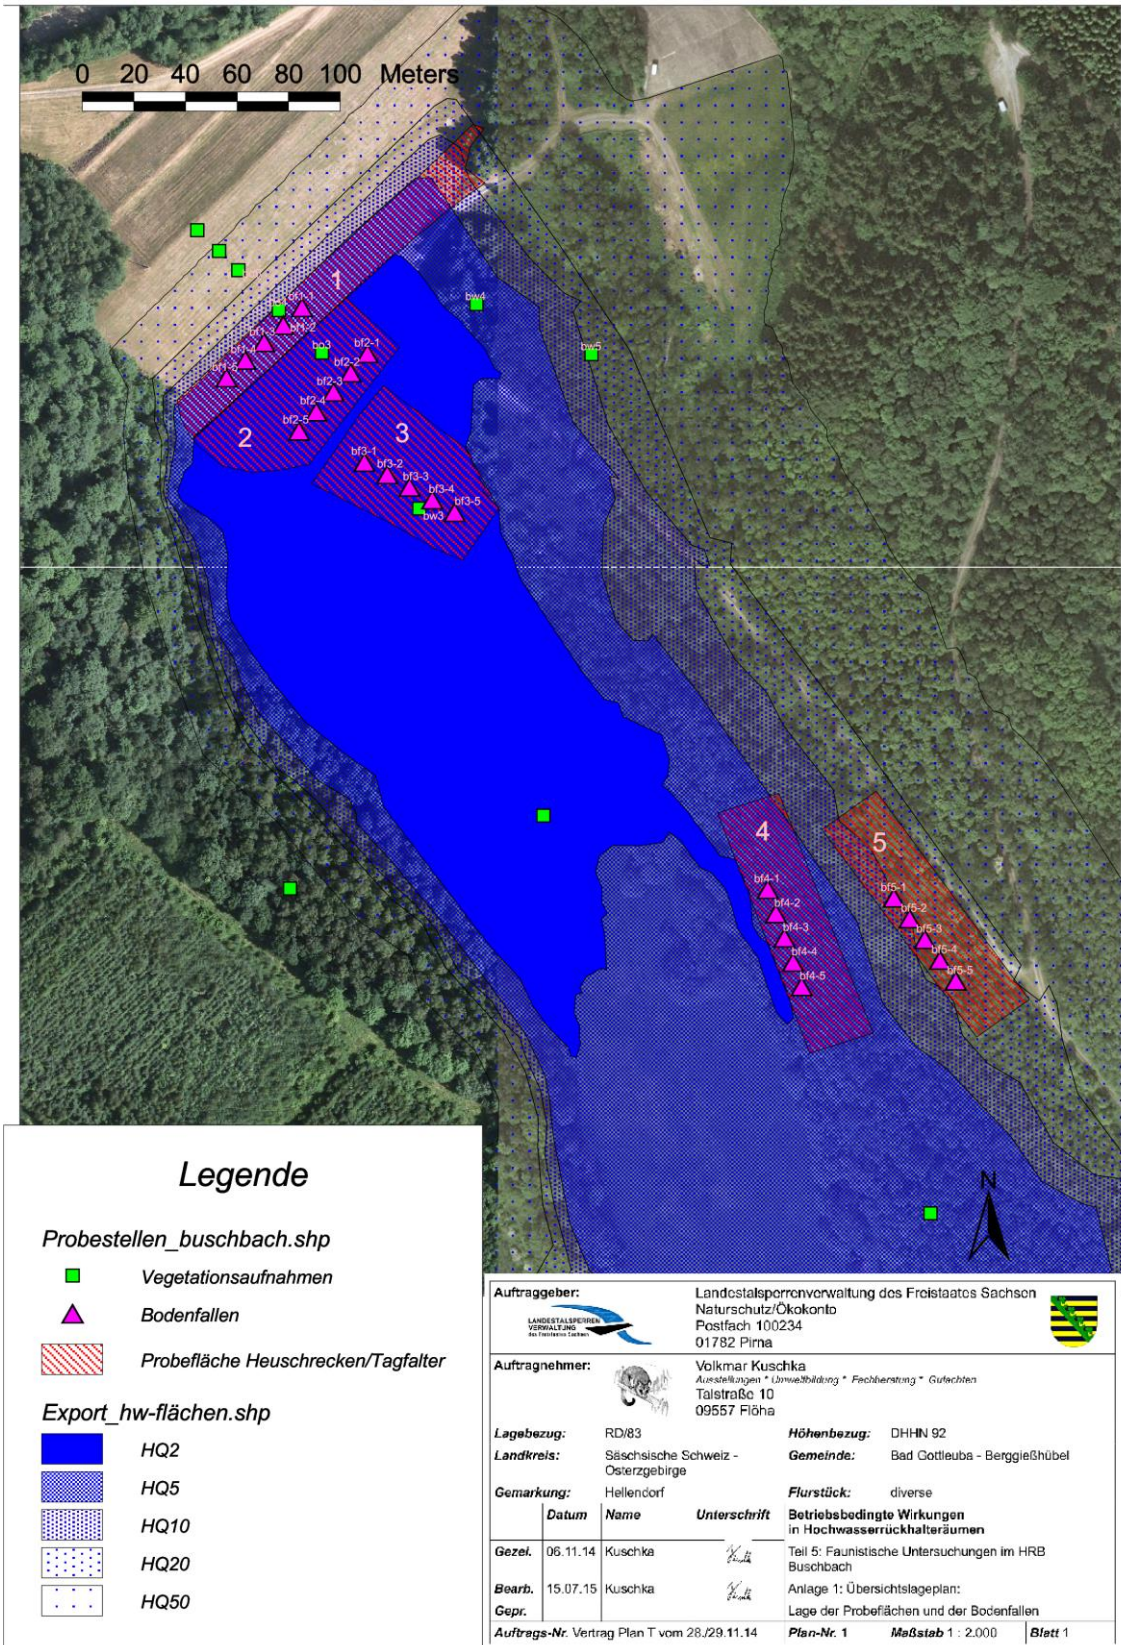 0 20 40 60 80 100 Meters
1
bf1-1
bf1-2
bf1-3
bf1-4
bf1-5
bo3
bf2-1
bf2-2
bf2-3
bf2-4
bf2-5
2
3
bf3-1
bf3-2
bf3-3
bf3-4
bf3-5
bw3
bw4
bw5
4
bf4-1
bf4-2
bf4-3
bf4-4
bf4-5
5
bf5-1
bf5-2
bf5-3
bf5-4
bf5-5
N
Legende
Probestellen_buschbach.shp
Vegetationsaufnahmen
Bodenfallen
Probefläche Heuschrecken/Tagfalter
Export_hw-flächen.shp
HQ2
HQ5
HQ10
HQ20
HQ50
Auftraggeber:
LANDESTALSPERREN
VERWALTUNG
des Freistaates Sachsen
Landestalsperrenverwaltung des Freistaates Sachsen
Naturschutz/Ökokonto
Postfach 100234
01782 Pirna
Auftragnehmer:
Volkmar Kuschka
Ausstellungen * Umweltbildung * Fachberatung * Gutachten
Talstraße 10
09557 Flöha
Lagebezug: RD/83 Höhenbezug: DHHN 92
Landkreis: Säschsische Schweiz - Osterzgebirge Gemeinde: Bad Gottleuba - Berggießhübel
Gemarkung: Hellendorf Flurstück: diverse
Datum Name Unterschrift
Betriebsbedingte Wirkungen
in Hochwasserrückhalteräumen
Gezei. 06.11.14 Kuschka
Teil 5: Faunistische Untersuchungen im HRB
Buschbach
Bearb. 15.07.15 Kuschka
Anlage 1: Übersichtslageplan:
Gepr.
Lage der Probeflächen und der Bodenfallen
Auftrags-Nr. Vertrag Plan T vom 28./29.11.14 Plan-Nr. 1 Maßstab 1 : 2.000 Blatt 1